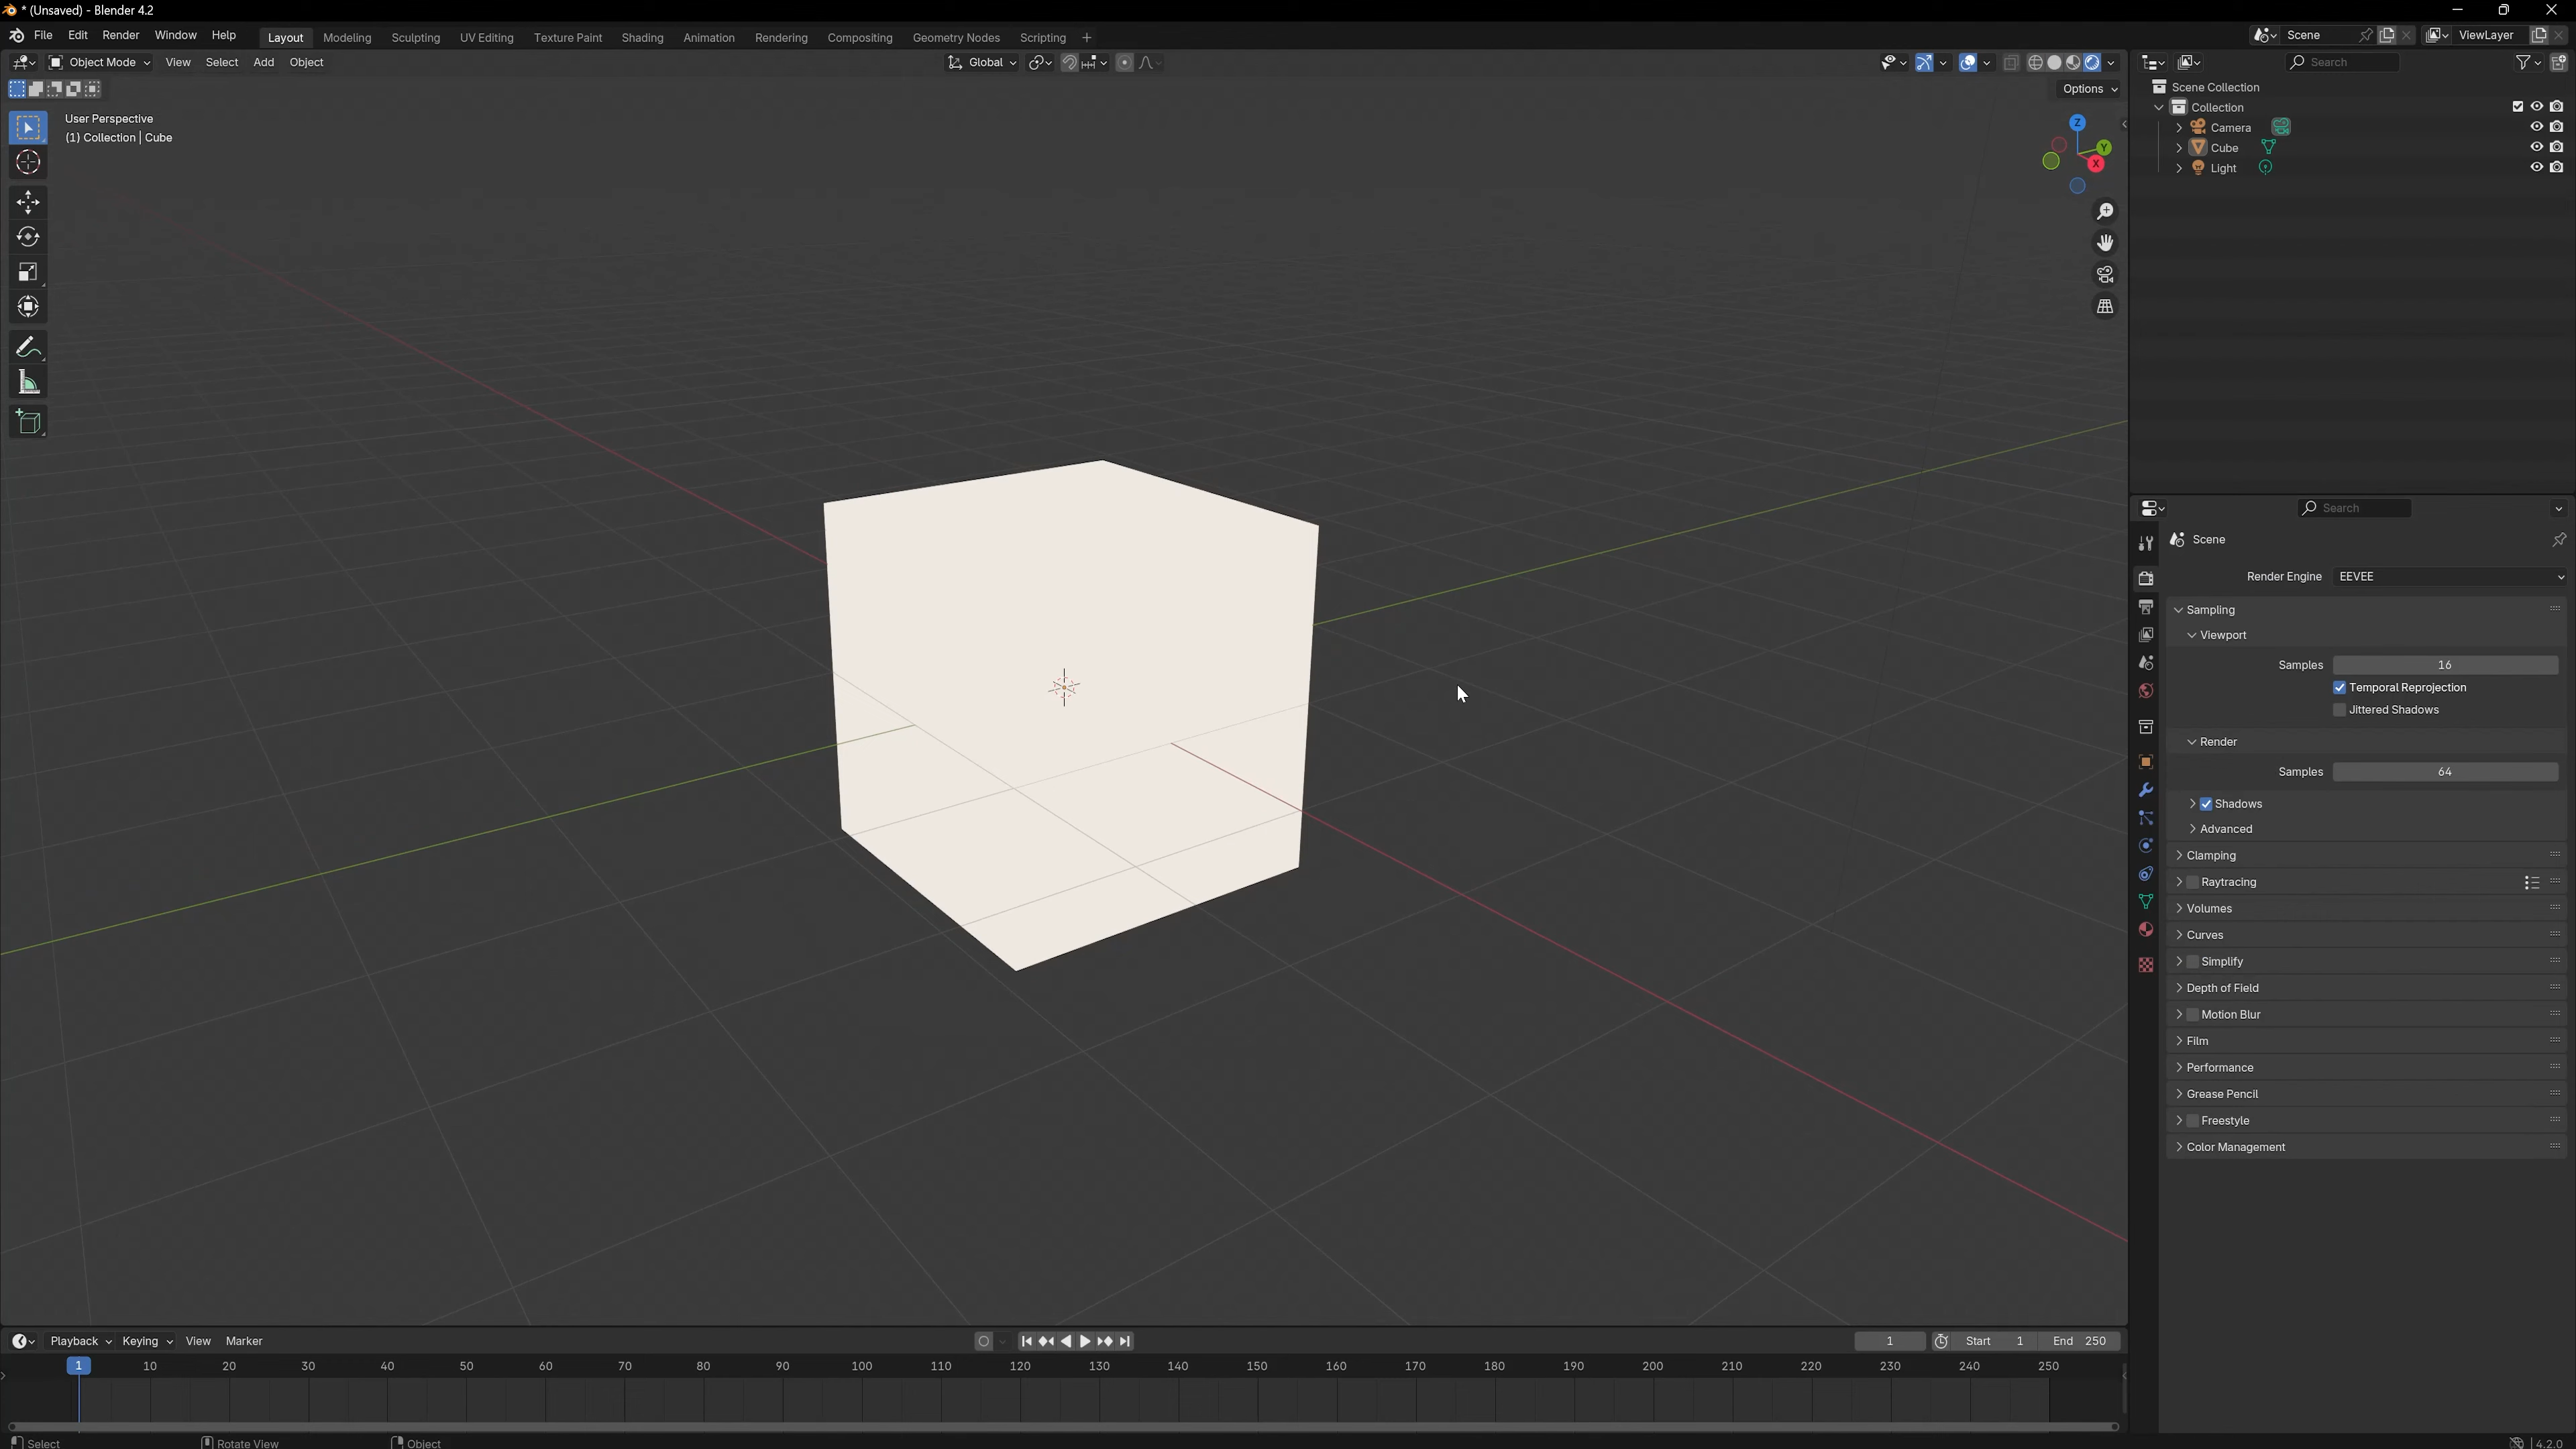 * (Unsaved) - Blender 4.2
File Edit Render Window Help Layout Modeling Sculpting UV Editing Texture Paint Shading Animation Rendering Compositing Geometry Nodes Scripting + Scene ViewLayer
Object Mode View Select Add Object Global Search
Options
User Perspective
(1) Collection | Cube
Z
Y
X
Scene Collection
Collection
Camera
Cube
Light
Search
Scene
Render Engine EEVEE
Sampling
Viewport
Samples 16
Temporal Reprojection
Jittered Shadows
Render
Samples 64
Shadows
Advanced
Clamping
Raytracing
Volumes
Curves
Simplify
Depth of Field
Motion Blur
Film
Performance
Grease Pencil
Freestyle
Color Management
Playback Keying View Marker 1 Start 1 End 250
1 10 20 30 40 50 60 70 80 90 100 110 120 130 140 150 160 170 180 190 200 210 220 230 240 250
Select Rotate View Object 4.2.0